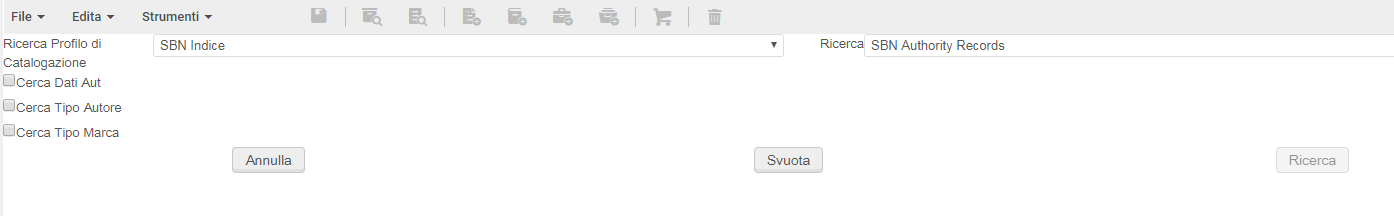 File Edita Strumenti
Ricerca Profilo di Catalogazione SBN Indice Ricerca SBN Authority Records
Cerca Dati Aut
Cerca Tipo Autore
Cerca Tipo Marca
Annulla Svuota Ricerca